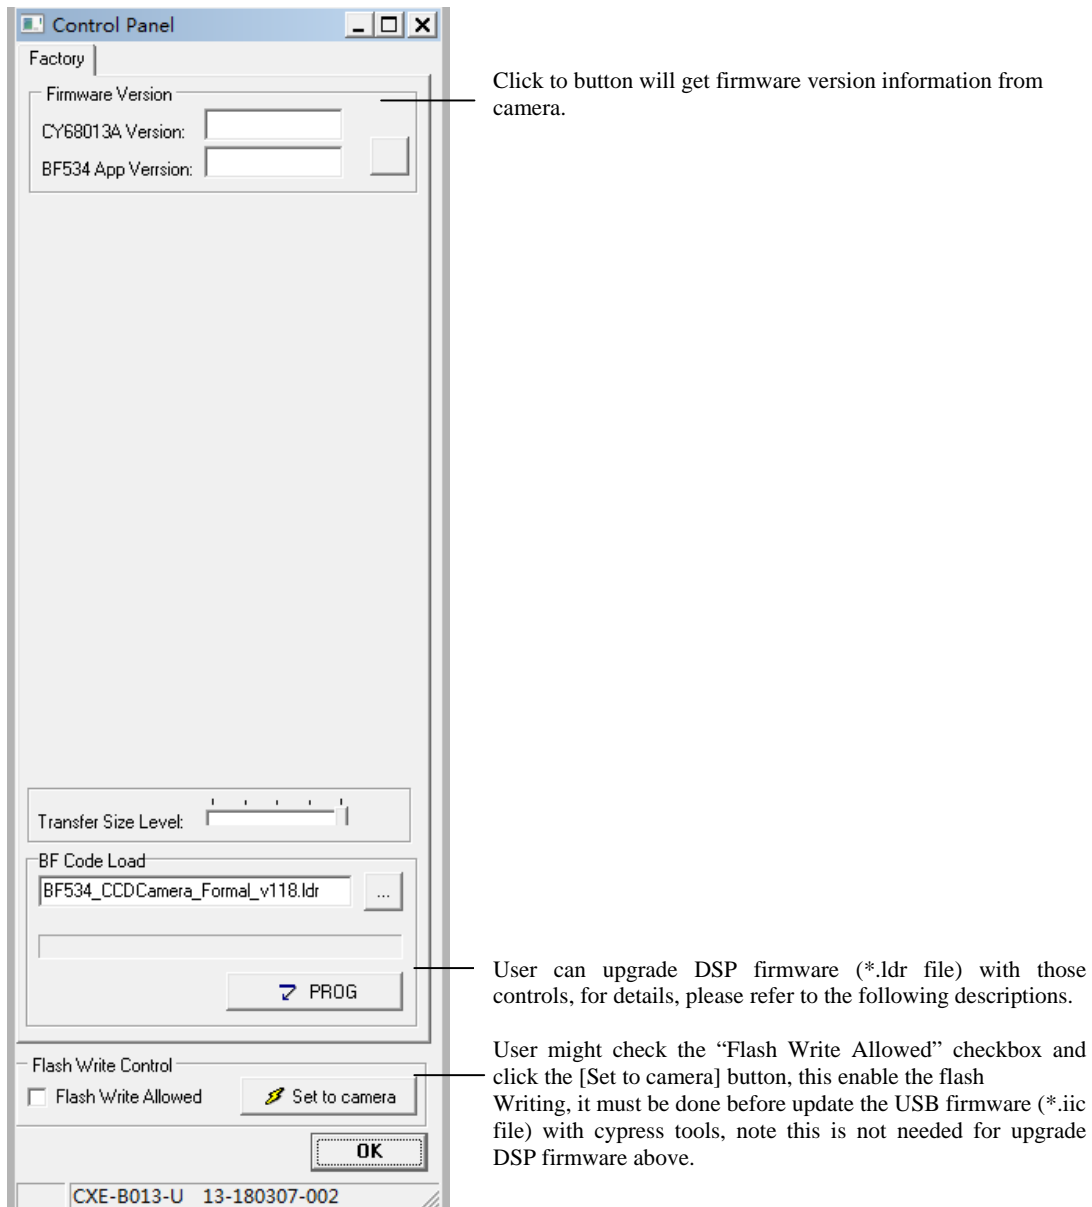 Control Panel
Factory
Click to button will get firmware version information from
camera.
Firmware Version
CY68013A Version:
BF534 App Verrsion:
Transfer Size Level:
BF Code Load
BF534_CCDCamera_Formal_v118.ldr
...
PROG
User can upgrade DSP firmware (*.ldr file) with those
controls, for details, please refer to the following descriptions.
User might check the “Flash Write Allowed” checkbox and
click the [Set to camera] button, this enable the flash
Writing, it must be done before update the USB firmware (*.iic
file) with cypress tools, note this is not needed for upgrade
DSP firmware above.
Flash Write Control
Flash Write Allowed
Set to camera
OK
CXE-B013-U 13-180307-002